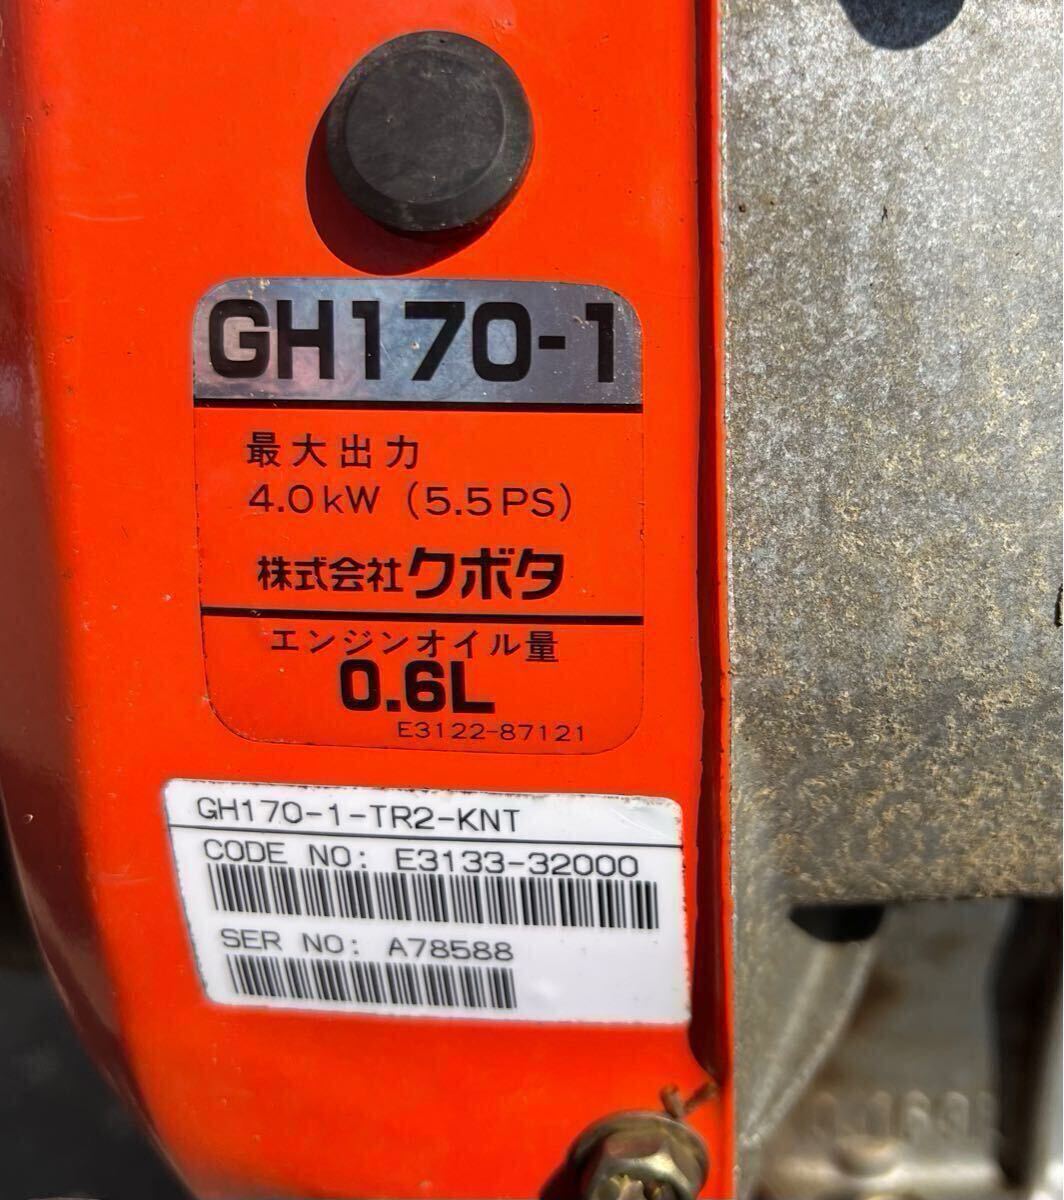 GH170-1
最大出力
4.0kW (5.5PS)
株式会社クボタ
エンジンオイル量
0.6L
E3122-87121
GH170-1-TR2-KNT
CODE NO: E3133-32000
SER NO: A78588